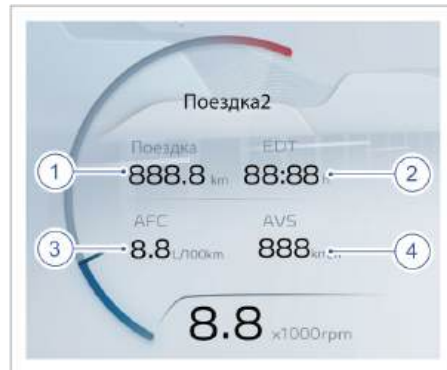 Поездка2
Поездка EDT
1 888.8 km 88:88 h 2
AFC AVS
3 8.8 L/100km 888 km/h 4
8.8 x1000rpm